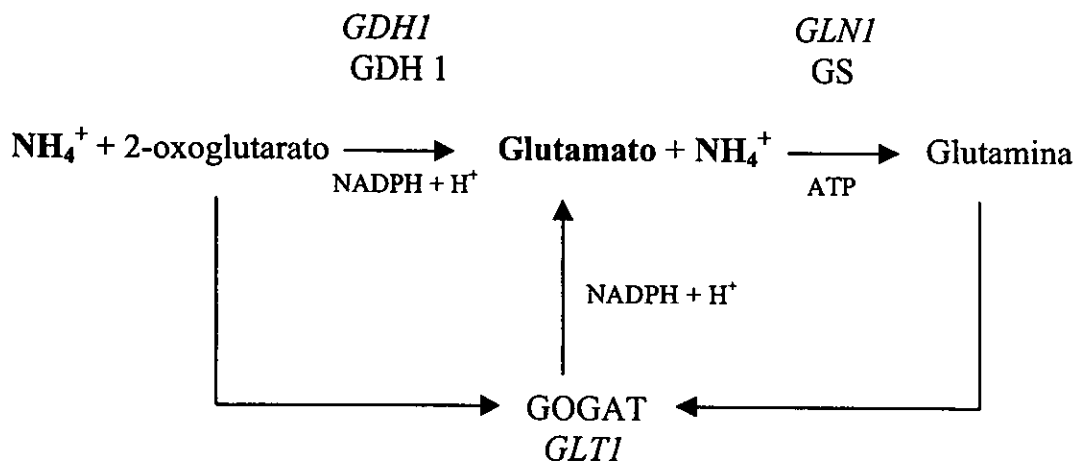 GDH1
GDH 1
GLN1
GS
NH₄⁺ + 2-oxoglutarato
NADPH + H⁺
Glutamato + NH₄⁺
ATP
Glutamina
NADPH + H⁺
GOGAT
GLT1